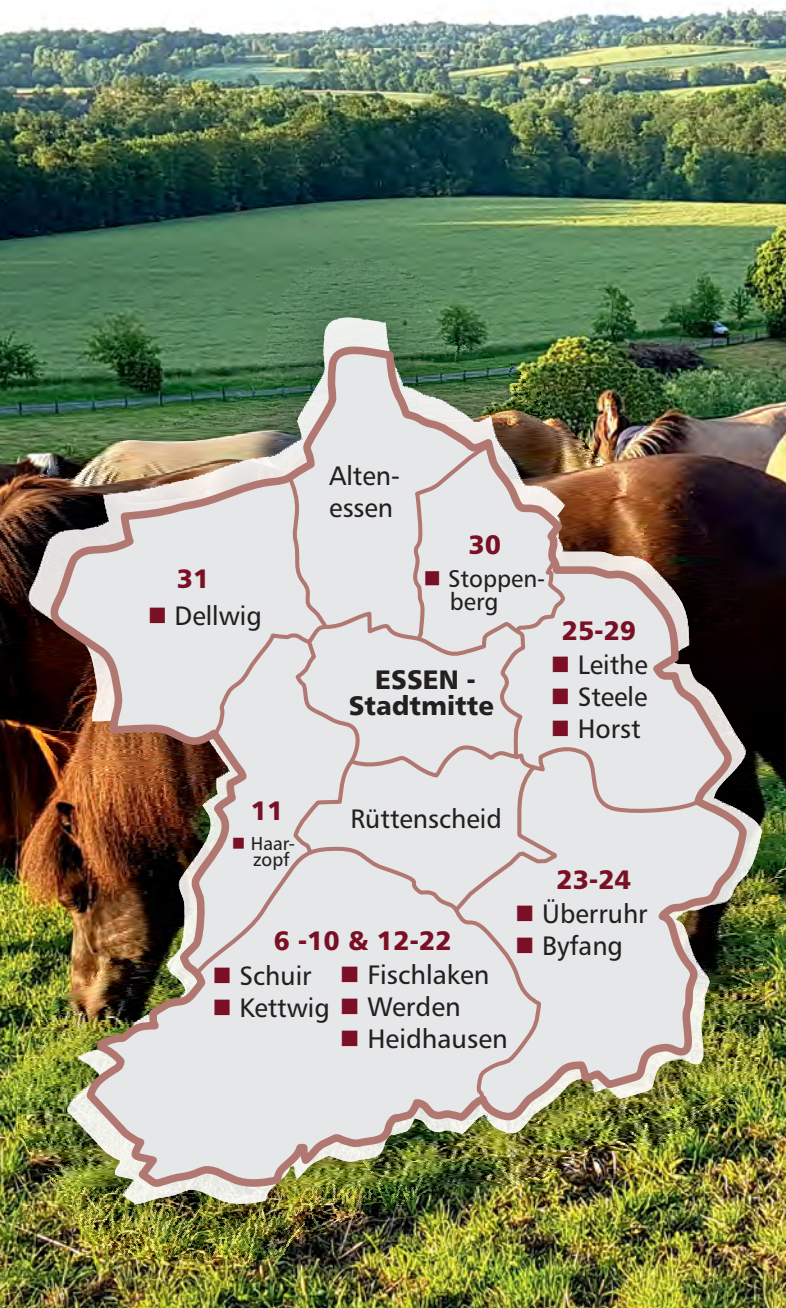 Alten-
essen
30
■ Stoppen-
berg
31
■ Dellwig
25-29
■ Leithe
■ Steele
■ Horst
ESSEN -
Stadtmitte
11
■ Haar-
zopf
Rüttenscheid
23-24
■ Überruhr
■ Byfang
6 -10 & 12-22
■ Schuir ■ Fischlaken
■ Kettwig ■ Werden
■ Heidhausen